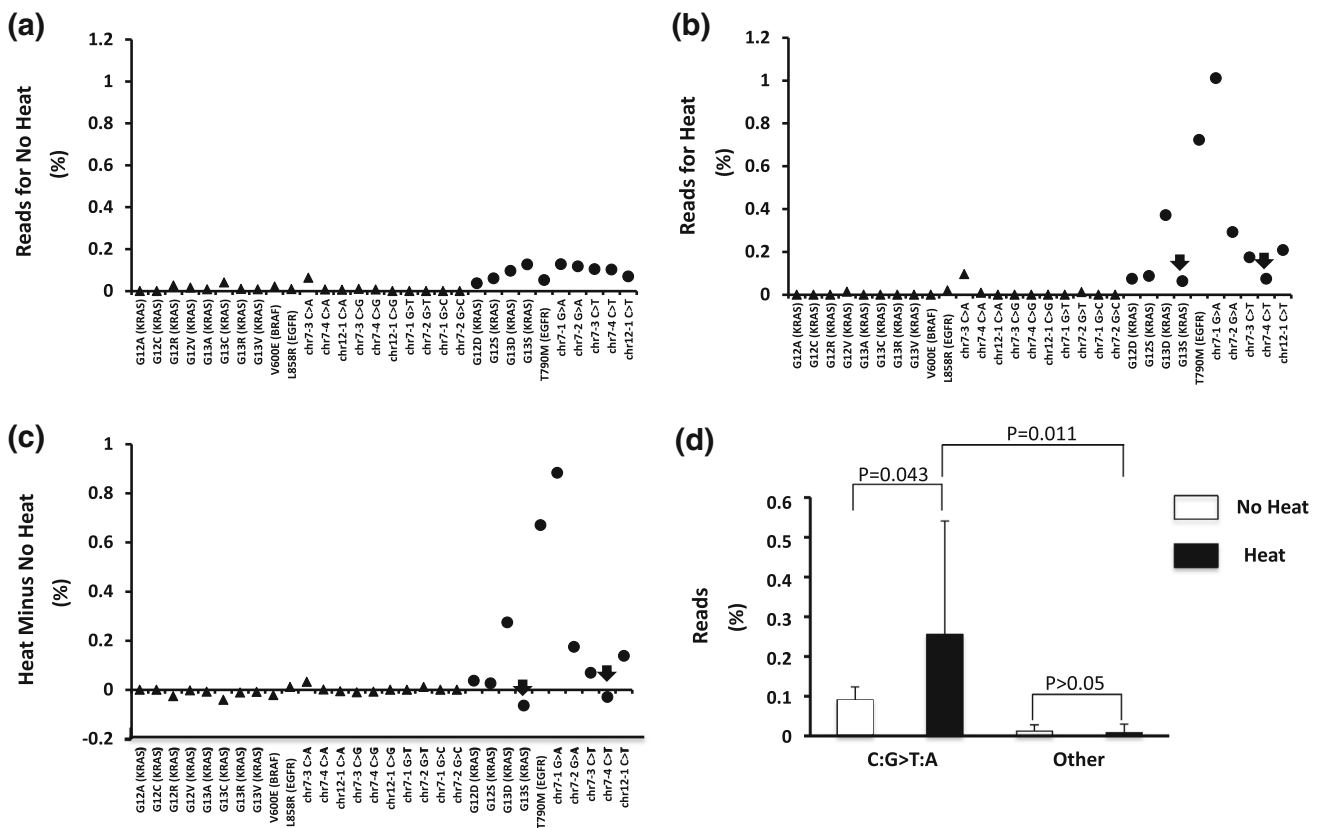 (a)
Reads for No Heat
(%)
1.2
1
0.8
0.6
0.4
0.2
0
G12A (KRAS)
G12C (KRAS)
G12R (KRAS)
G12V (KRAS)
G13A (KRAS)
G13C (KRAS)
G13R (KRAS)
G13V (KRAS)
V600E (BRAF)
L858R (EGFR)
chr7-3 C>A
chr7-4 C>A
chr12-1 C>A
chr7-3 C>G
chr7-4 C>G
chr12-1 C>G
chr7-1 G>T
chr7-2 G>T
chr7-1 G>C
chr7-2 G>C
G12D (KRAS)
G12S (KRAS)
G13D (KRAS)
G13S (KRAS)
T790M (EGFR)
chr7-1 G>A
chr7-2 G>A
chr7-3 C>T
chr7-4 C>T
chr12-1 C>T
(b)
Reads for Heat
(%)
1.2
1
0.8
0.6
0.4
0.2
0
G12A (KRAS)
G12C (KRAS)
G12R (KRAS)
G12V (KRAS)
G13A (KRAS)
G13C (KRAS)
G13R (KRAS)
G13V (KRAS)
V600E (BRAF)
L858R (EGFR)
chr7-3 C>A
chr7-4 C>A
chr12-1 C>A
chr7-3 C>G
chr7-4 C>G
chr12-1 C>G
chr7-1 G>T
chr7-2 G>T
chr7-1 G>C
chr7-2 G>C
G12D (KRAS)
G12S (KRAS)
G13D (KRAS)
G13S (KRAS)
T790M (EGFR)
chr7-1 G>A
chr7-2 G>A
chr7-3 C>T
chr7-4 C>T
chr12-1 C>T
(c)
Heat Minus No Heat
(%)
1
0.8
0.6
0.4
0.2
0
-0.2
G12A (KRAS)
G12C (KRAS)
G12R (KRAS)
G12V (KRAS)
G13A (KRAS)
G13C (KRAS)
G13R (KRAS)
G13V (KRAS)
V600E (BRAF)
L858R (EGFR)
chr7-3 C>A
chr7-4 C>A
chr12-1 C>A
chr7-3 C>G
chr7-4 C>G
chr12-1 C>G
chr7-1 G>T
chr7-2 G>T
chr7-1 G>C
chr7-2 G>C
G12D (KRAS)
G12S (KRAS)
G13D (KRAS)
G13S (KRAS)
T790M (EGFR)
chr7-1 G>A
chr7-2 G>A
chr7-3 C>T
chr7-4 C>T
chr12-1 C>T
(d)
P=0.011
P=0.043
P>0.05
Reads
(%)
0.6
0.5
0.3
0.2
0.1
0
C:G>T:A
Other
No Heat
Heat